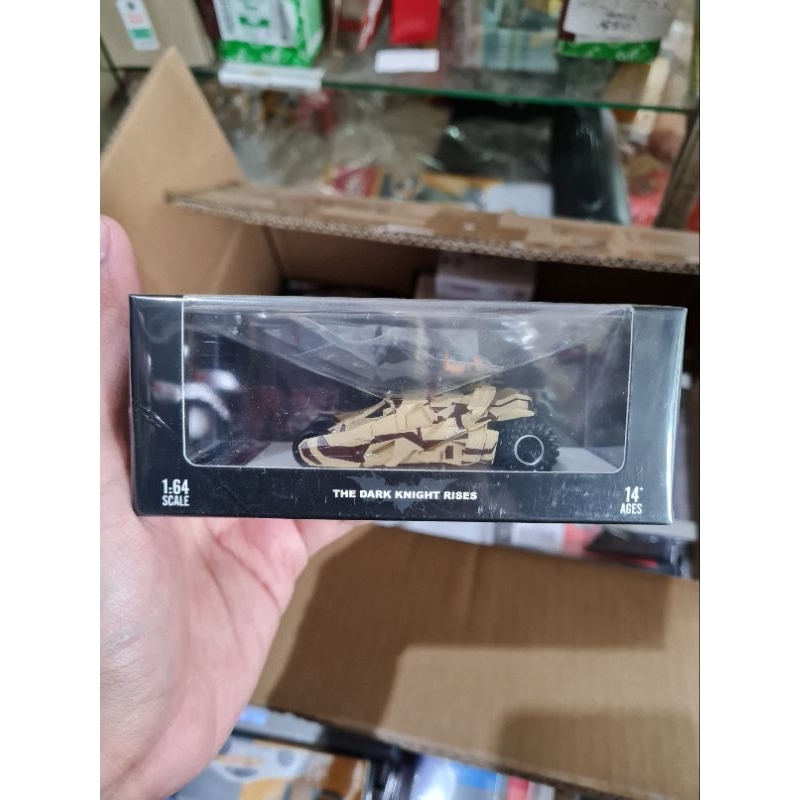 1:64
SCALE
THE DARK KNIGHT RISES
14+
AGES